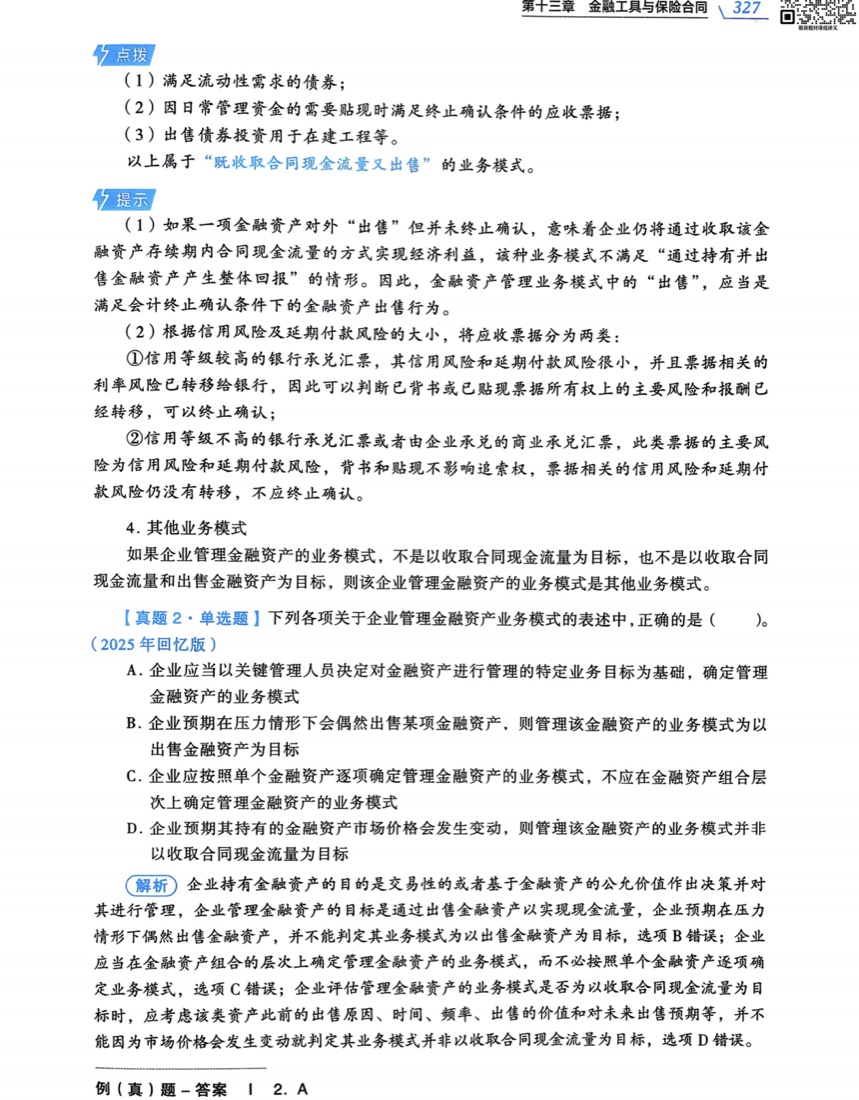 第十三章 金融工具与保险合同 327
点拨
（1）满足流动性需求的债券；
（2）因日常管理资金的需要贴现时满足终止确认条件的应收票据；
（3）出售债券投资用于在建工程等。
以上属于“既收取合同现金流量又出售”的业务模式。
提示
（1）如果一项金融资产对外“出售”但并未终止确认，意味着企业仍将通过收取该金
融资产存续期内合同现金流量的方式实现经济利益，该种业务模式不满足“通过持有并出
售金融资产产生整体回报”的情形。因此，金融资产管理业务模式中的“出售”，应当是
满足会计终止确认条件下的金融资产出售行为。
（2）根据信用风险及延期付款风险的大小，将应收票据分为两类：
①信用等级较高的银行承兑汇票，其信用风险和延期付款风险很小，并且票据相关的
利率风险已转移给银行，因此可以判断已背书或已贴现票据所有权上的主要风险和报酬已
经转移，可以终止确认；
②信用等级不高的银行承兑汇票或者由企业承兑的商业承兑汇票，此类票据的主要风
险为信用风险和延期付款风险，背书和贴现不影响追索权，票据相关的信用风险和延期付
款风险仍没有转移，不应终止确认。
4. 其他业务模式
如果企业管理金融资产的业务模式，不是以收取合同现金流量为目标，也不是以收取合同
现金流量和出售金融资产为目标，则该企业管理金融资产的业务模式是其他业务模式。
【真题 2·单选题】下列各项关于企业管理金融资产业务模式的表述中，正确的是（ ）。
（2025 年回忆版）
A. 企业应当以关键管理人员决定对金融资产进行管理的特定业务目标为基础，确定管理
金融资产的业务模式
B. 企业预期在压力情形下会偶然出售某项金融资产，则管理该金融资产的业务模式为以
出售金融资产为目标
C. 企业应按照单个金融资产逐项确定管理金融资产的业务模式，不应在金融资产组合层
次上确定管理金融资产的业务模式
D. 企业预期其持有的金融资产市场价格会发生变动，则管理该金融资产的业务模式并非
以收取合同现金流量为目标
解析 企业持有金融资产的目的是交易性的或者基于金融资产的公允价值作出决策并对
其进行管理，企业管理金融资产的目标是通过出售金融资产以实现现金流量，企业预期在压力
情形下偶然出售金融资产，并不能判定其业务模式为以出售金融资产为目标，选项 B 错误；企业
应当在金融资产组合的层次上确定管理金融资产的业务模式，而不必按照单个金融资产逐项确
定业务模式，选项 C 错误；企业评估管理金融资产的业务模式是否为以收取合同现金流量为目
标时，应考虑该类资产此前的出售原因、时间、频率、出售的价值和对未来出售预期等，并不
能因为市场价格会发生变动就判定其业务模式并非以收取合同现金流量为目标，选项 D 错误。
例（真）题 – 答案 | 2. A